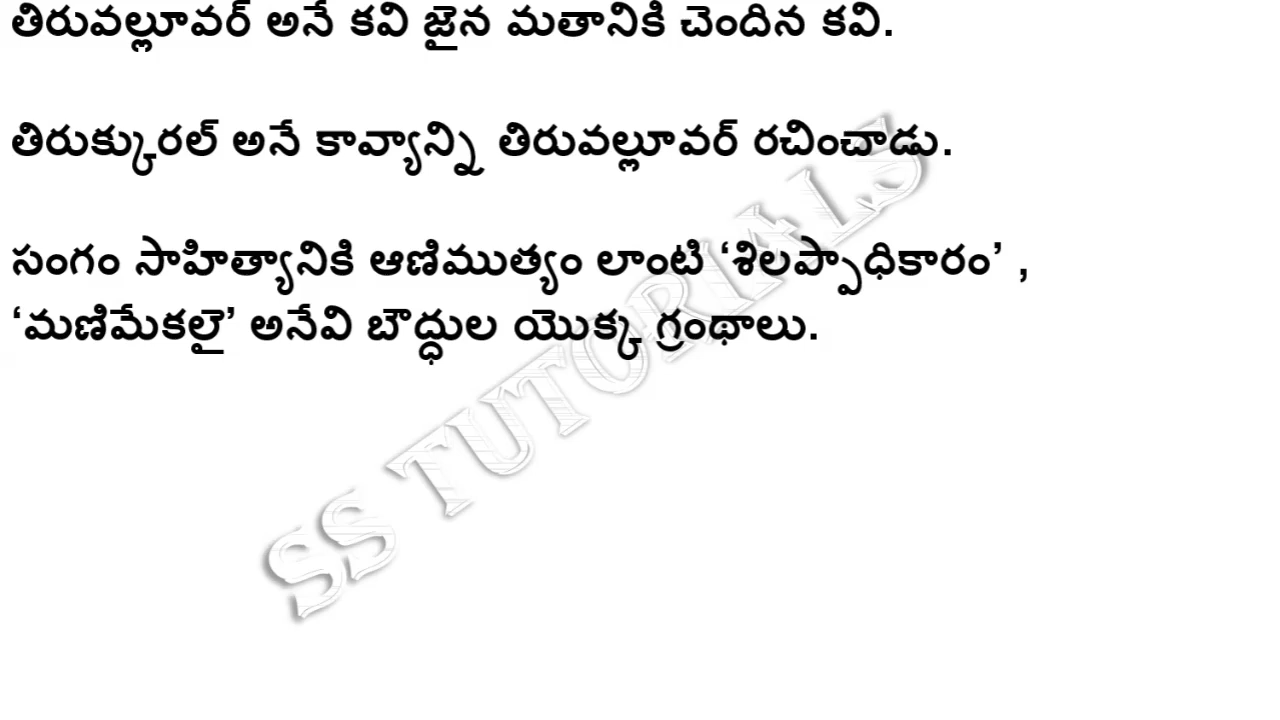 తిరువల్లూవర్ అనే కవి జైన మతానికి చెందిన కవి.
తిరుక్కురల్ అనే కావ్యాన్ని తిరువల్లూవర్ రచించాడు.
సంగం సాహిత్యానికి ఆణిముత్యం లాంటి ‘శిలప్పాధికారం’ ,
‘మణిమేకలై’ అనేవి బౌద్ధుల యొక్క గ్రంథాలు.
SS TUTORIALS